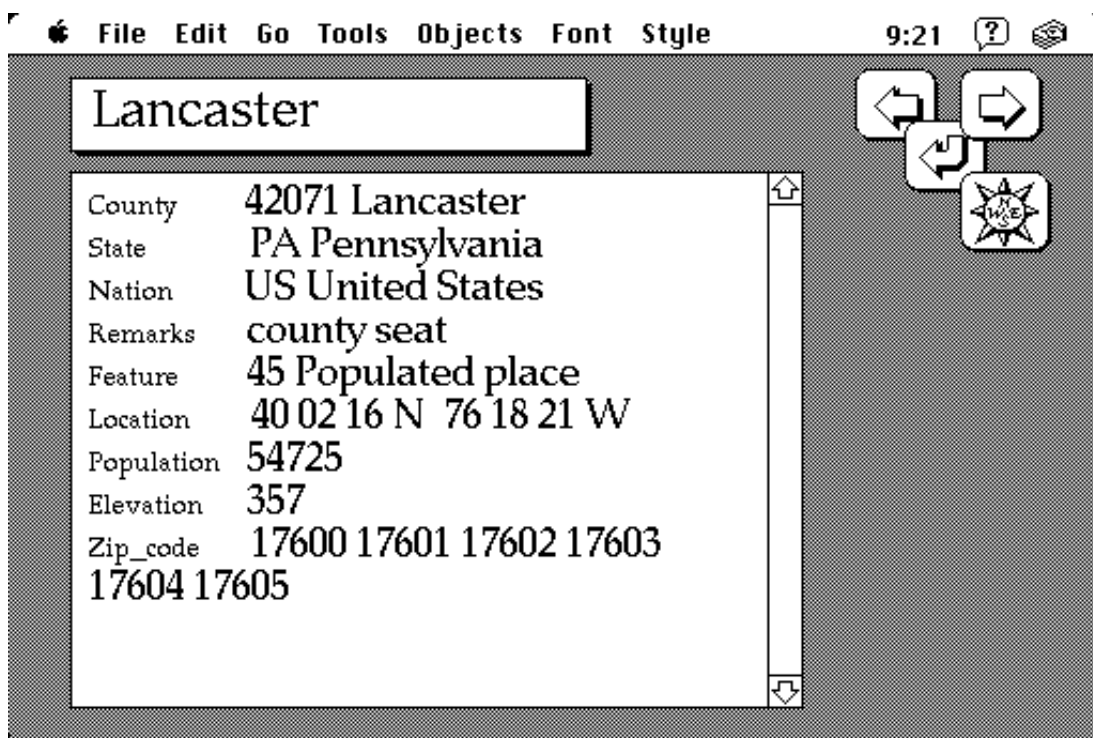 File Edit Go Tools Objects Font Style 9:21 ?
Lancaster
County 42071 Lancaster
State PA Pennsylvania
Nation US United States
Remarks county seat
Feature 45 Populated place
Location 40 02 16 N 76 18 21 W
Population 54725
Elevation 357
Zip_code 17600 17601 17602 17603
17604 17605
N
W E
S